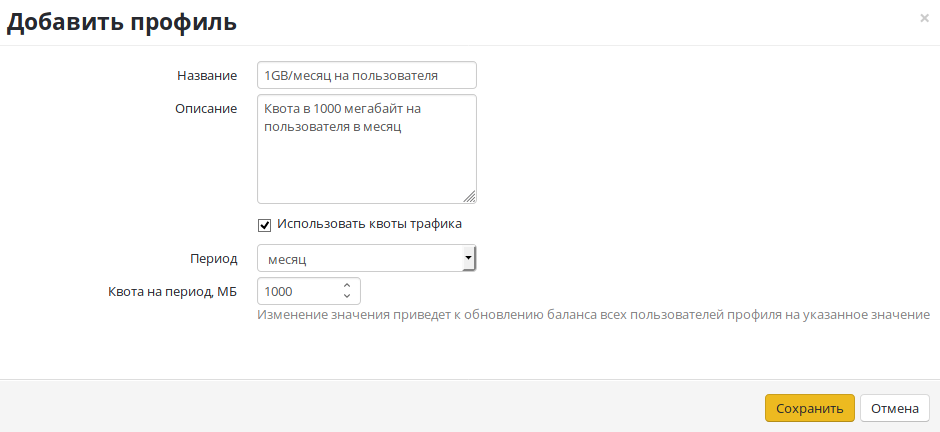 Добавить профиль
×
Название
1GB/месяц на пользователя
Описание
Квота в 1000 мегабайт на
пользователя в месяц
Использовать квоты трафика
Период
месяц
Квота на период, МБ
1000
Изменение значения приведет к обновлению баланса всех пользователей профиля на указанное значение
Сохранить
Отмена